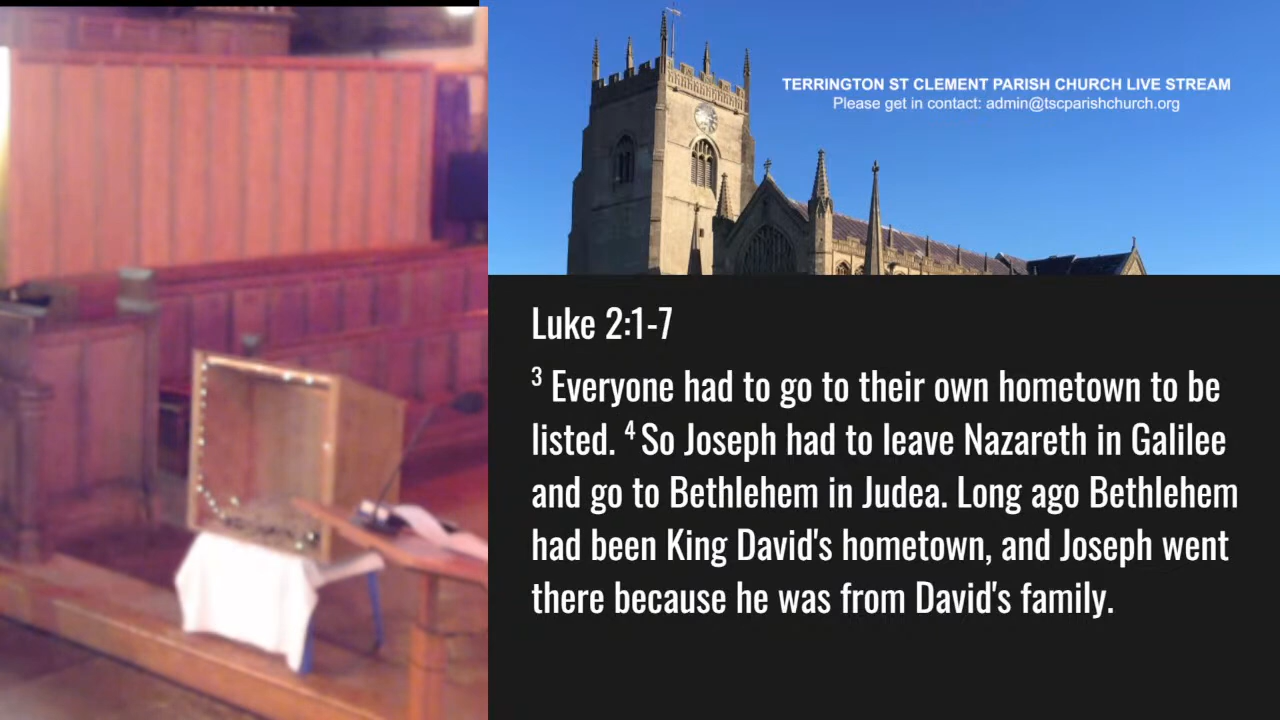 TERRINGTON ST CLEMENT PARISH CHURCH LIVE STREAM
Please get in contact: admin@tscparishchurch.org
Luke 2:1-7
3 Everyone had to go to their own hometown to be
listed. 4 So Joseph had to leave Nazareth in Galilee
and go to Bethlehem in Judea. Long ago Bethlehem
had been King David's hometown, and Joseph went
there because he was from David's family.